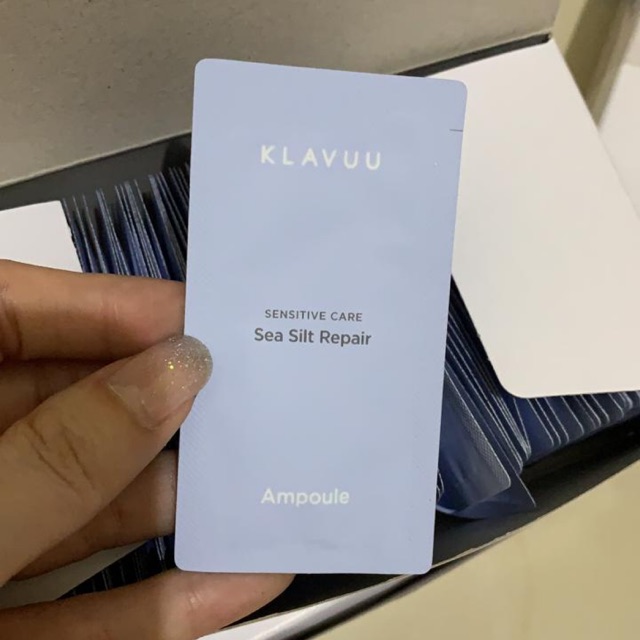 KLAVUU
SENSITIVE CARE
Sea Silt Repair
Ampoule